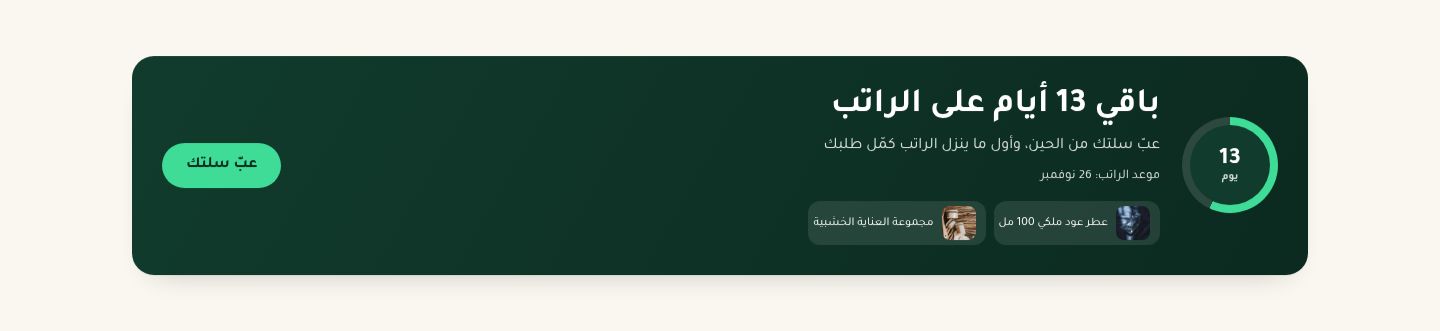 13
يوم
باقي 13 أيام على الراتب
عبّ سلتك من الحين، وأول ما ينزل الراتب كمّل طلبك
موعد الراتب: 26 نوفمبر
عطر عود ملكي 100 مل
مجموعة العناية الخشبية
عبّ سلتك